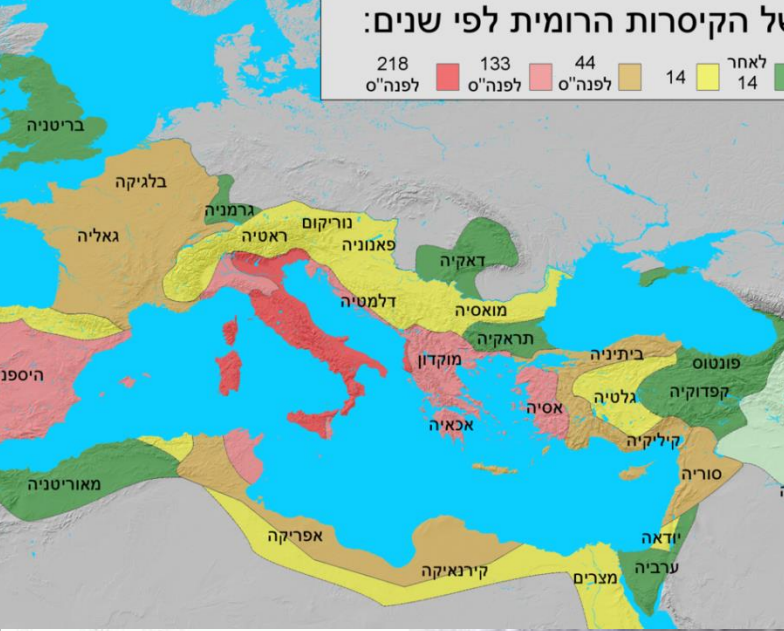 של הקיסרות הרומית לפי שנים:
218 לפנה"ס
133 לפנה"ס
44 לפנה"ס
14
לאחר 14
בריטניה
בלגיקה
גרמניה
גאליה
נוריקום
ראטיה
פאנוניה
דאקיה
דלמטיה
מואסיה
תראקיה
מוקדון
ביתיניה
פונטוס
היספנ
אסיה
גלטיה
קפדוקיה
אכאיה
קיליקיה
סוריה
מאוריטניה
אפריקה
יודאה
קירנאיקה
מצרים
ערביה